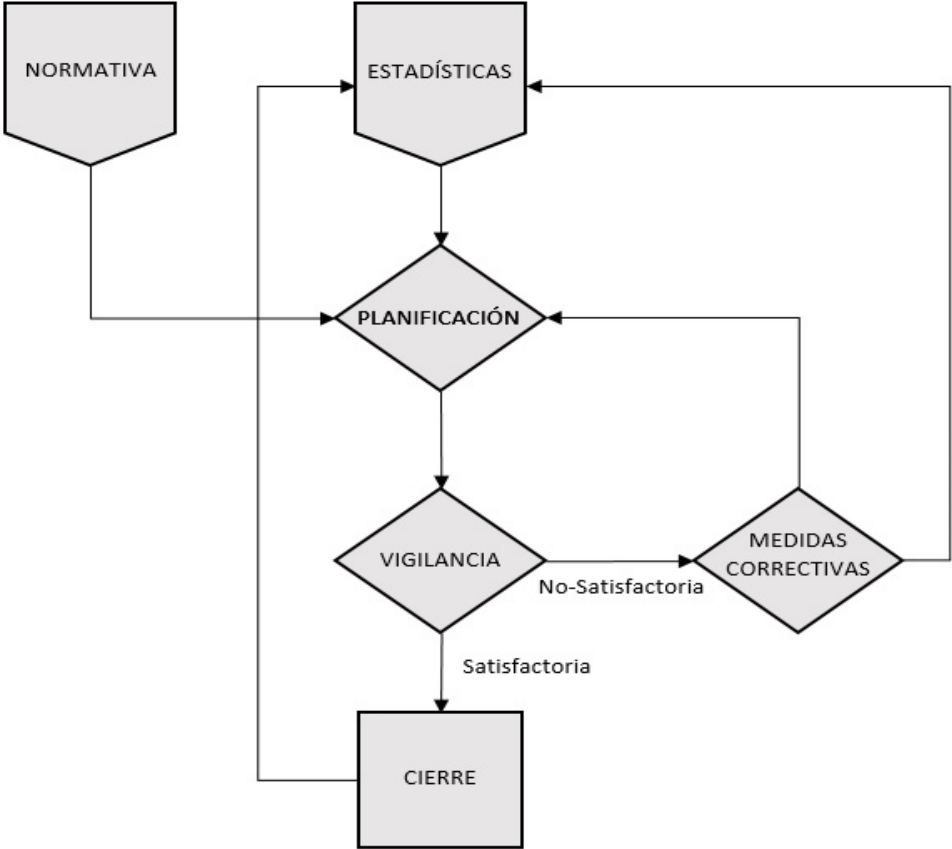 NORMATIVA
ESTADÍSTICAS
PLANIFICACIÓN
VIGILANCIA
MEDIDAS
CORRECTIVAS
No-Satisfactoria
Satisfactoria
CIERRE